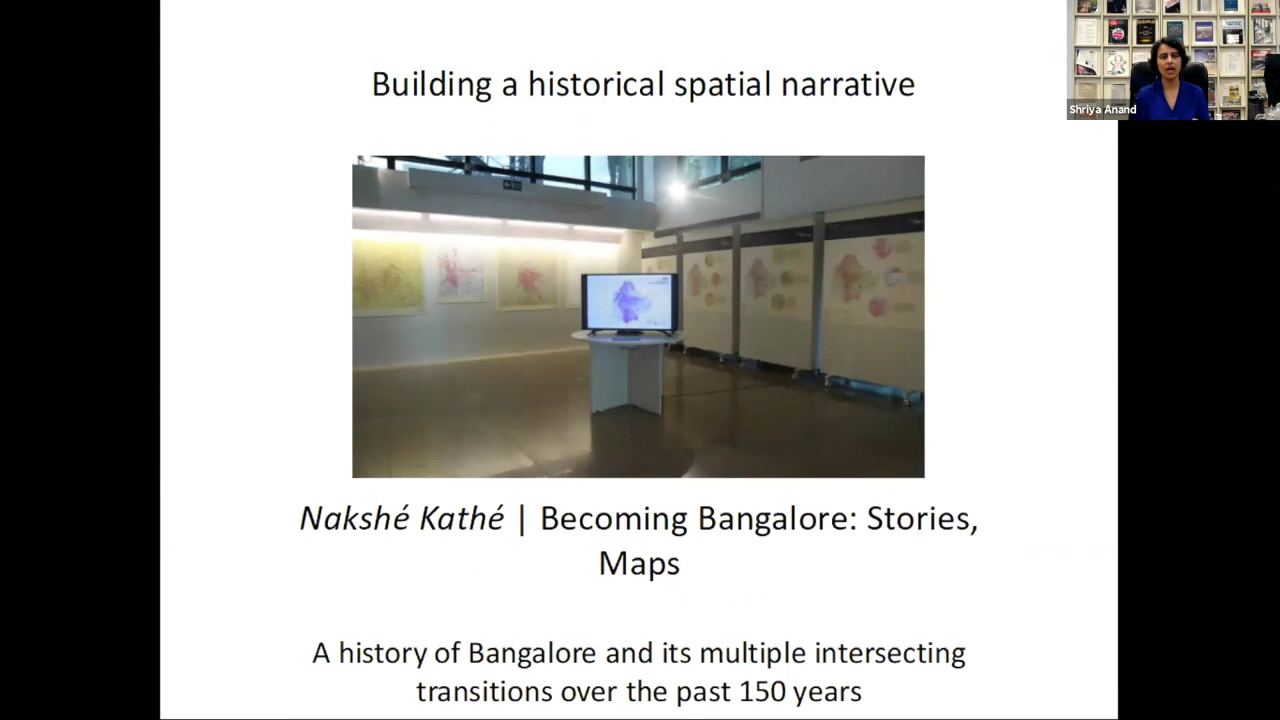 Building a historical spatial narrative
Shriya Anand
Nakshé Kathé | Becoming Bangalore: Stories,
Maps
A history of Bangalore and its multiple intersecting
transitions over the past 150 years